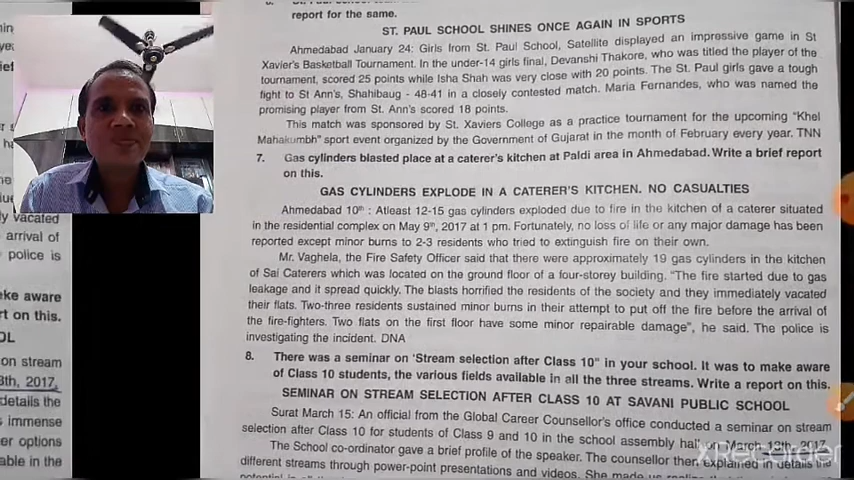 report for the same.
ST. PAUL SCHOOL SHINES ONCE AGAIN IN SPORTS
Ahmedabad January 24: Girls from St. Paul School, Satellite displayed an impressive game in St
Xavier's Basketball Tournament. In the under-14 girls final, Devanshi Thakore, who was titled the player of the
tournament, scored 25 points while Isha Shah was very close with 20 points. The St. Paul girls gave a tough
fight to St Ann's, Shahibaug - 48-41 in a closely contested match. Maria Fernandes, who was named the
promising player from St. Ann's scored 18 points.
This match was sponsored by St. Xaviers College as a practice tournament for the upcoming "Khel
Mahakumbh" sport event organized by the Government of Gujarat in the month of February every year. TNN
7. Gas cylinders blasted place at a caterer's kitchen at Paldi area in Ahmedabad. Write a brief report
on this.
GAS CYLINDERS EXPLODE IN A CATERER'S KITCHEN. NO CASUALTIES
Ahmedabad 10th : Atleast 12-15 gas cylinders exploded due to fire in the kitchen of a caterer situated
in the residential complex on May 9th, 2017 at 1 pm. Fortunately, no loss of life or any major damage has been
reported except minor burns to 2-3 residents who tried to extinguish fire on their own.
Mr. Vaghela, the Fire Safety Officer said that there were approximately 19 gas cylinders in the kitchen
of Sai Caterers which was located on the ground floor of a four-storey building. "The fire started due to gas
leakage and it spread quickly. The blasts horrified the residents of the society and they immediately vacated
their flats. Two-three residents sustained minor burns in their attempt to put off the fire before the arrival of
the fire-fighters. Two flats on the first floor have some minor repairable damage", he said. The police is
investigating the incident. DNA
8. There was a seminar on 'Stream selection after Class 10" in your school. It was to make aware
of Class 10 students, the various fields available in all the three streams. Write a report on this.
SEMINAR ON STREAM SELECTION AFTER CLASS 10 AT SAVANI PUBLIC SCHOOL
Surat March 15: An official from the Global Career Counsellor's office conducted a seminar on stream
selection after Class 10 for students of Class 9 and 10 in the school assembly hall on March 13th, 2017.
The School co-ordinator gave a brief profile of the speaker. The counsellor then explained in details the
different streams through power-point presentations and videos. She made us
vacated
arrival of
police is
ake aware
t on this.
OL
on stream
3th, 2017.
details the
immense
er options
able in the
XRecorder